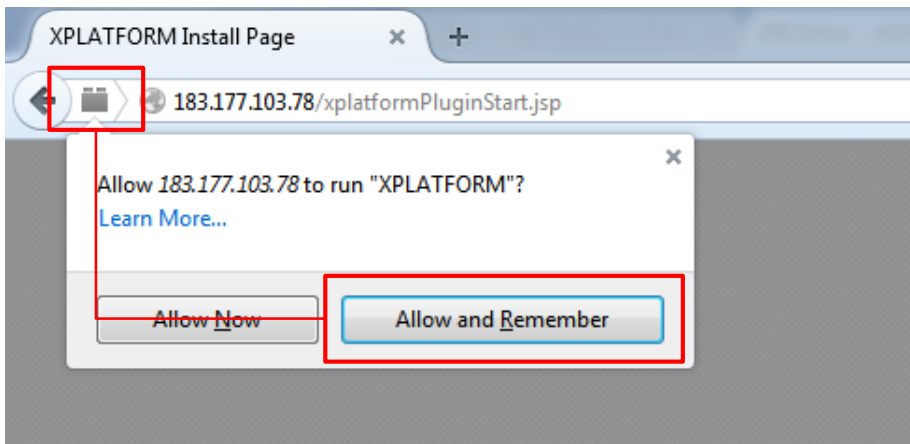 XPLATFORM Install Page
183.177.103.78/xplatformPluginStart.jsp
Allow 183.177.103.78 to run "XPLATFORM"?
Learn More...
Allow Now
Allow and Remember